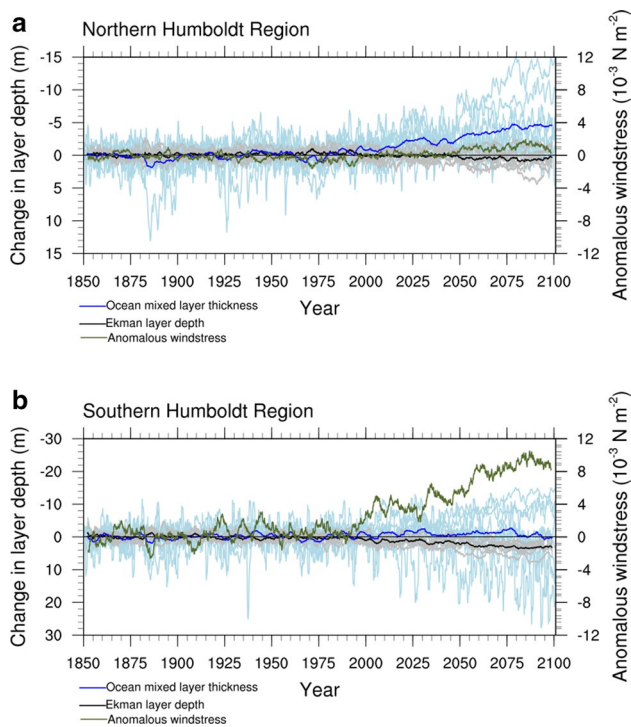 a
Northern Humboldt Region
Change in layer depth (m)
-15
-10
-5
0
5
10
15
12
8
4
0
-4
-8
-12
Anomalous windstress (10-3 N m-2)
1850 1875 1900 1925 1950 1975 2000 2025 2050 2075 2100
Year
Ocean mixed layer thickness
Ekman layer depth
Anomalous windstress
b
Southern Humboldt Region
Change in layer depth (m)
-30
-20
-10
0
10
20
30
12
8
4
0
-4
-8
-12
Anomalous windstress (10-3 N m-2)
1850 1875 1900 1925 1950 1975 2000 2025 2050 2075 2100
Year
Ocean mixed layer thickness
Ekman layer depth
Anomalous windstress